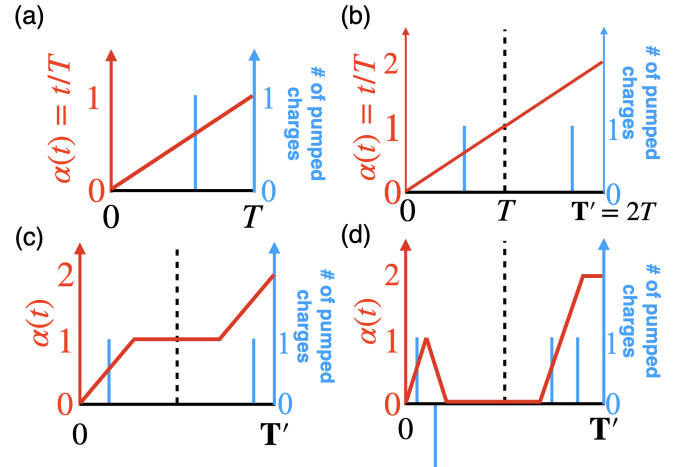 (a)
α(t) = t/T
1
0
1
0
# of pumped
charges
0
T
(b)
α(t) = t/T
2
1
0
1
0
# of pumped
charges
0
T
T′ = 2T
(c)
α(t)
2
1
0
1
0
# of pumped
charges
0
T′
(d)
α(t)
2
1
0
1
0
# of pumped
charges
0
T′